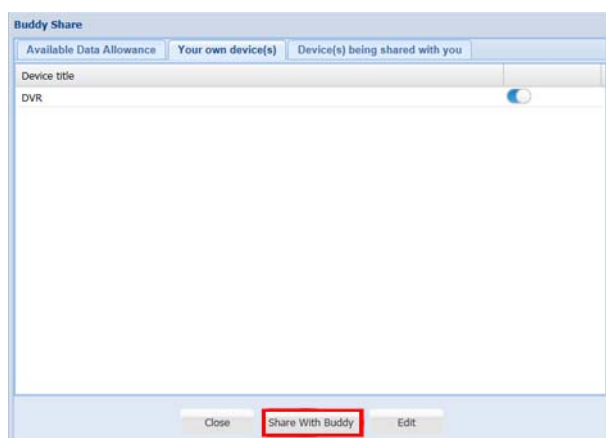 Buddy Share
Available Data Allowance Your own device(s) Device(s) being shared with you
Device title
DVR
Close Share With Buddy Edit